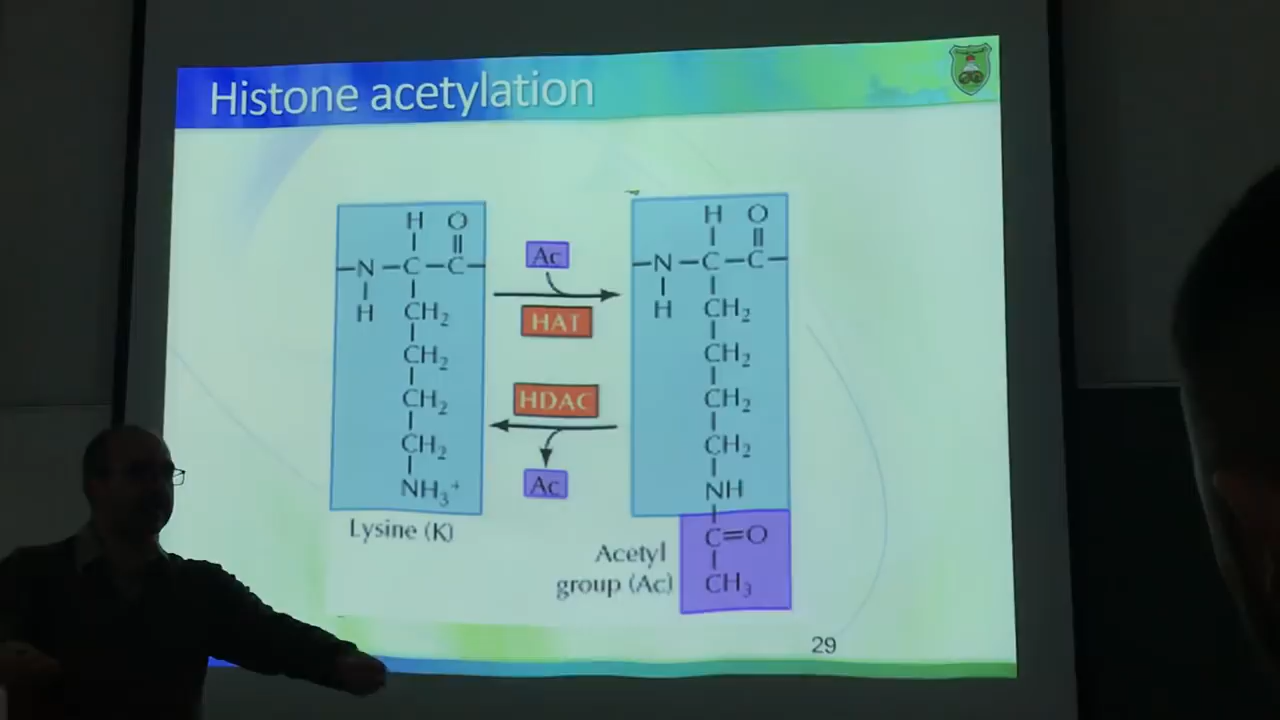 Histone acetylation
H O
–N–C–C–
H CH₂
CH₂
CH₂
CH₂
NH₃⁺
Lysine (K)
Ac
HAT
HDAC
Ac
H O
–N–C–C–
H CH₂
CH₂
CH₂
CH₂
NH
C=O
CH₃
Acetyl
group (Ac)
29